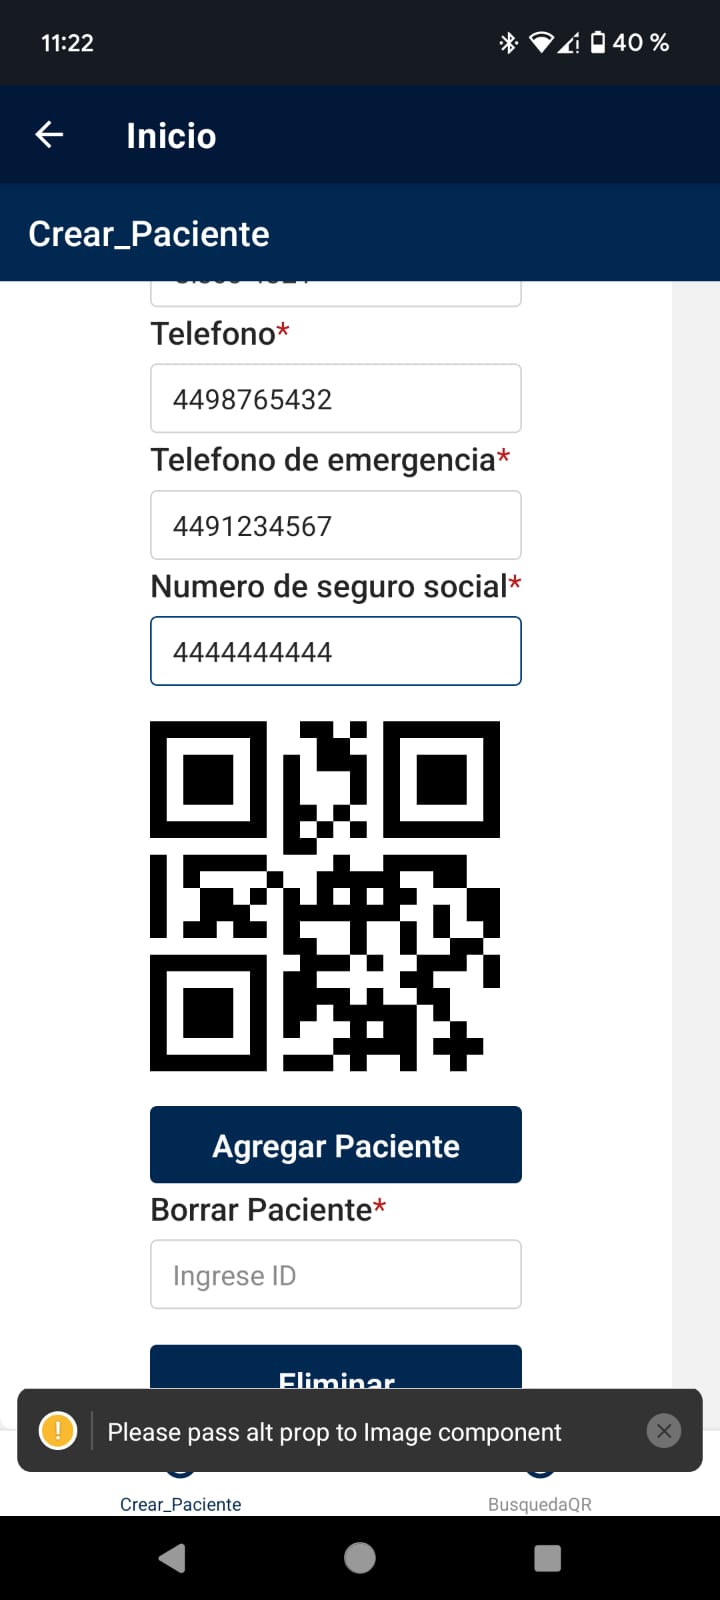 11:22
40 %
Inicio
Crear_Paciente
Telefono*
4498765432
Telefono de emergencia*
4491234567
Numero de seguro social*
4444444444
Agregar Paciente
Borrar Paciente*
Ingrese ID
Eliminar
! Please pass alt prop to Image component
Crear_Paciente
BusquedaQR